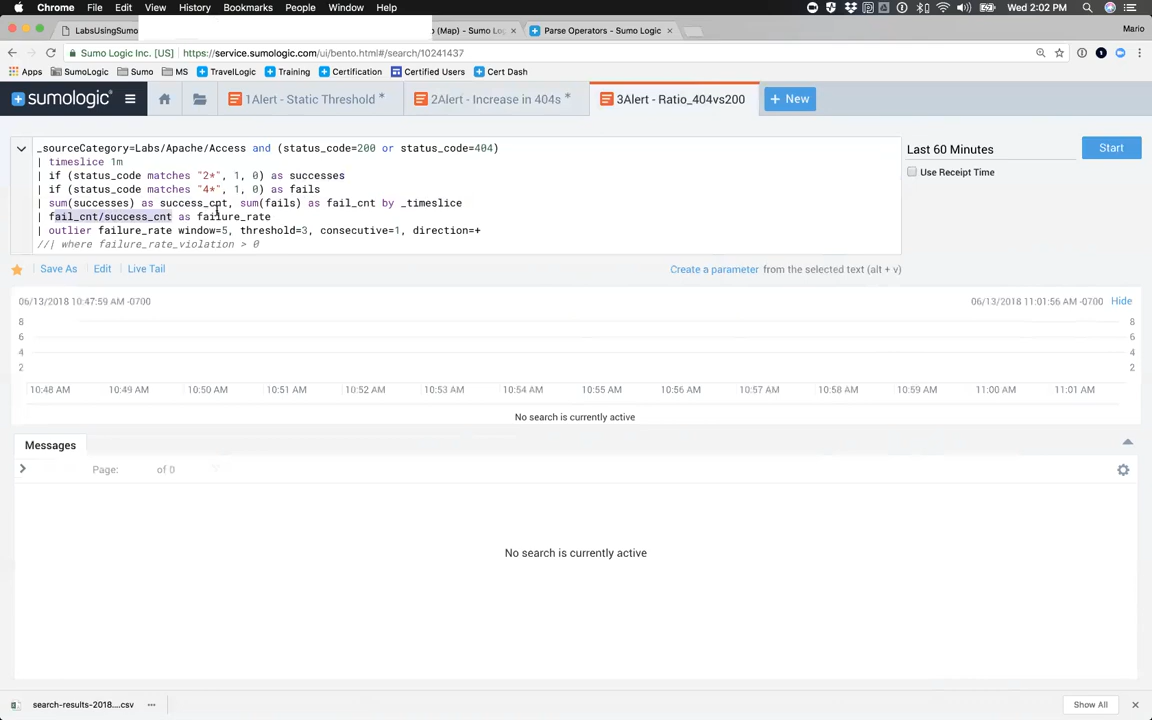 Chrome File Edit View History Bookmarks People Window Help Wed 2:02 PM
LabsUsingSumo (Map) - Sumo Lo × Parse Operators - Sumo Logic × Mario
Sumo Logic Inc. [US] https://service.sumologic.com/ui/bento.html#/search/10241437
Apps SumoLogic Sumo MS TravelLogic Training Certification Certified Users Cert Dash
sumologic 1Alert - Static Threshold * 2Alert - Increase in 404s * 3Alert - Ratio_404vs200 + New
_sourceCategory=Labs/Apache/Access and (status_code=200 or status_code=404)
| timeslice 1m
| if (status_code matches "2*", 1, 0) as successes
| if (status_code matches "4*", 1, 0) as fails
| sum(successes) as success_cnt, sum(fails) as fail_cnt by _timeslice
| fail_cnt/success_cnt as failure_rate
| outlier failure_rate window=5, threshold=3, consecutive=1, direction=+
//| where failure_rate_violation > 0
Last 60 Minutes Start
Use Receipt Time
Save As Edit Live Tail Create a parameter from the selected text (alt + v)
06/13/2018 10:47:59 AM -0700 06/13/2018 11:01:56 AM -0700 Hide
8 8
6 6
4 4
2 2
10:48 AM 10:49 AM 10:50 AM 10:51 AM 10:52 AM 10:53 AM 10:54 AM 10:55 AM 10:56 AM 10:57 AM 10:58 AM 10:59 AM 11:00 AM 11:01 AM
No search is currently active
Messages
Page: of 0
No search is currently active
search-results-2018....csv Show All